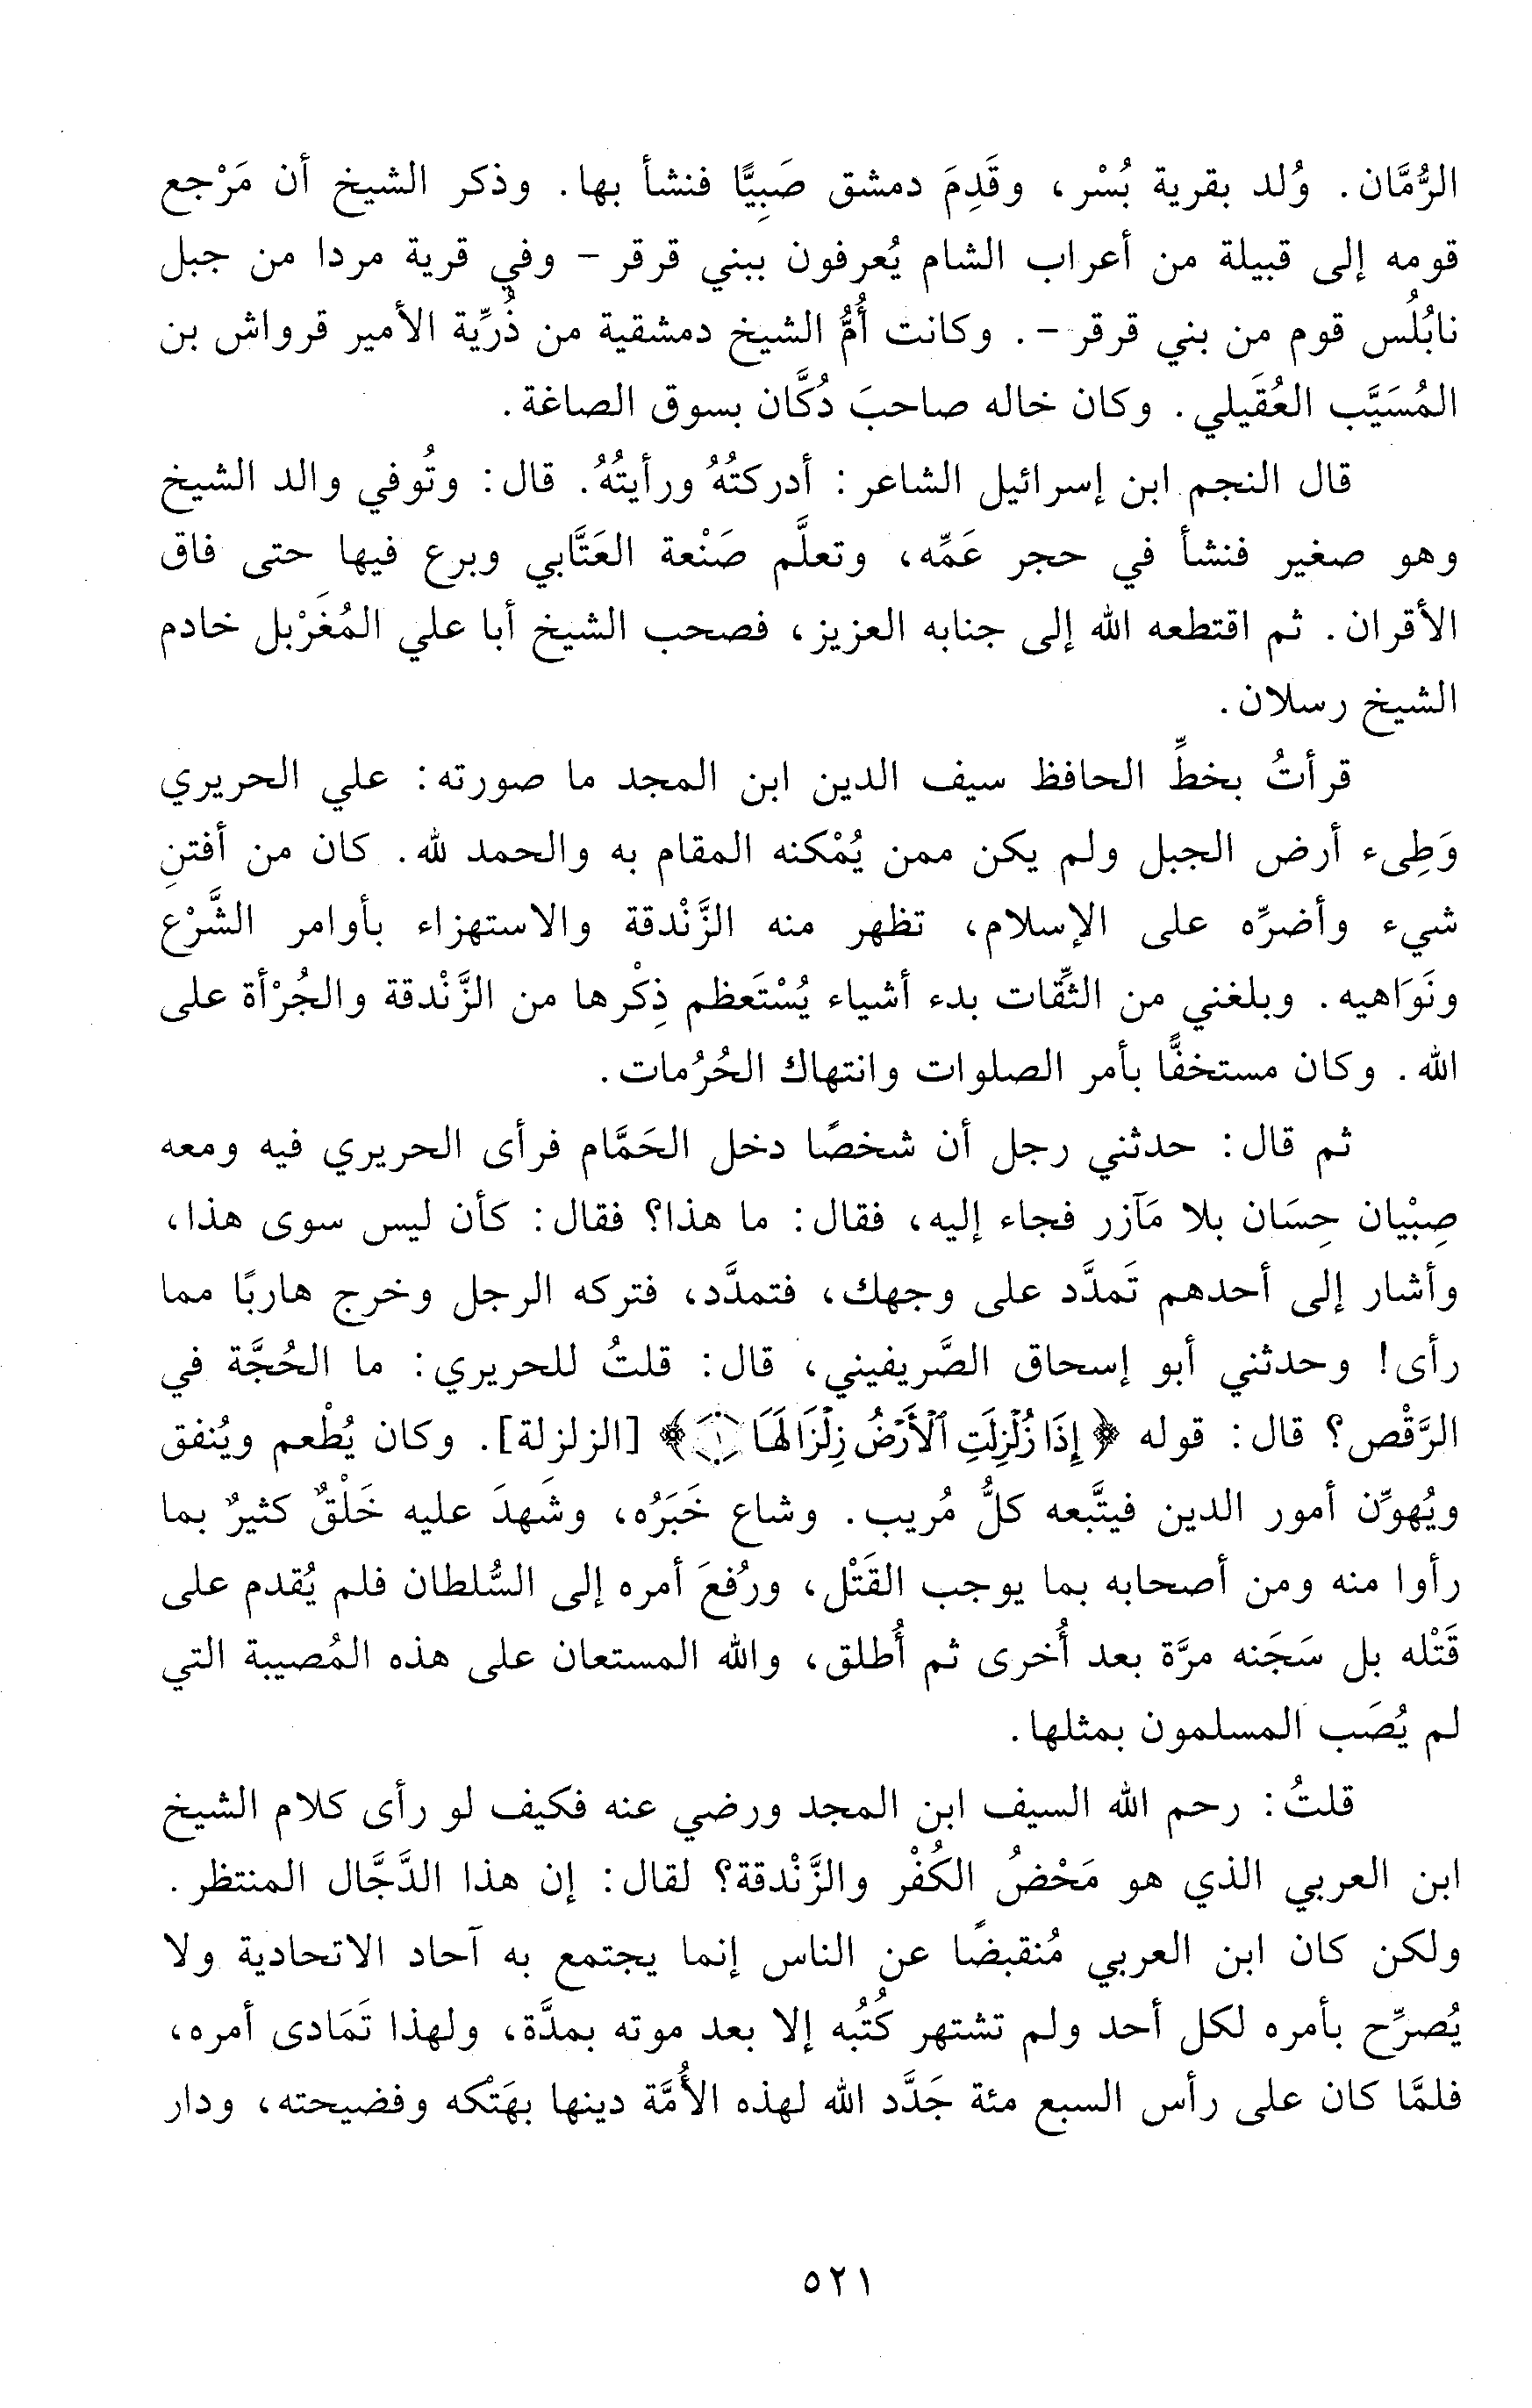 الرُّمَّان. وُلد بقرية بُسْر، وقَدِمَ دمشق صَبِيًّا فنشأ بها. وذكر الشيخ أن مَرْجع
قومه إلى قبيلة من أعراب الشام يُعرفون ببني قرقر - وفي قرية مردا من جبل
نابُلُس قوم من بني قرقر -. وكانت أُمُّ الشيخ دمشقية من ذُرِّية الأمير قرواش بن
المُسَيَّب العُقَيلي. وكان خاله صاحبَ دُكَّان بسوق الصاغة.
قال النجم ابن إسرائيل الشاعر: أدركتُهُ ورأيتُهُ. قال: وتُوفي والد الشيخ
وهو صغير فنشأ في حجر عَمِّه، وتعلَّم صَنْعة العَتَّابي وبرع فيها حتى فاق
الأقران. ثم اقتطعه الله إلى جنابه العزيز، فصحب الشيخ أبا علي المُغَرْبل خادم
الشيخ رسلان.
قرأتُ بخطِّ الحافظ سيف الدين ابن المجد ما صورته: علي الحريري
وَطِىء أرض الجبل ولم يكن ممن يُمْكنه المقام به والحمد لله. كان من أفتنِ
شيء وأضرِّه على الإسلام، تظهر منه الزَّنْدقة والاستهزاء بأوامر الشَّرْع
ونَوَاهيه. وبلغني من الثِّقات بدء أشياء يُسْتَعظم ذِكْرها من الزَّنْدقة والجُرْأة على
الله. وكان مستخفًّا بأمر الصلوات وانتهاك الحُرُمات.
ثم قال: حدثني رجل أن شخصًا دخل الحَمَّام فرأى الحريري فيه ومعه
صِبْيان حِسَان بلا مَآزر فجاء إليه، فقال: ما هذا؟ فقال: كأن ليس سوى هذا،
وأشار إلى أحدهم تَمدَّد على وجهك، فتمدَّد، فتركه الرجل وخرج هاربًا مما
رأى! وحدثني أبو إسحاق الصَّريفيني، قال: قلتُ للحريري: ما الحُجَّة في
الرَّقْص؟ قال: قوله ﴿إِذَا زُلْزِلَتِ ٱلْأَرْضُ زِلْزَالَهَا ١﴾ [الزلزلة]. وكان يُطْعم ويُنفق
ويُهوِّن أمور الدين فيتَّبعه كلُّ مُريب. وشاع خَبَرُه، وشَهدَ عليه خَلْقٌ كثيرٌ بما
رأوا منه ومن أصحابه بما يوجب القَتْل، ورُفعَ أمره إلى السُّلطان فلم يُقدم على
قَتْله بل سَجَنه مرَّة بعد أُخرى ثم أُطلق، والله المستعان على هذه المُصيبة التي
لم يُصَب المسلمون بمثلها.
قلتُ: رحم الله السيف ابن المجد ورضي عنه فكيف لو رأى كلام الشيخ
ابن العربي الذي هو مَحْضُ الكُفْر والزَّنْدقة؟ لقال: إن هذا الدَّجَّال المنتظر.
ولكن كان ابن العربي مُنقبضًا عن الناس إنما يجتمع به آحاد الاتحادية ولا
يُصرِّح بأمره لكل أحد ولم تشتهر كُتُبه إلا بعد موته بمدَّة، ولهذا تَمَادى أمره،
فلمَّا كان على رأس السبع مئة جَدَّد الله لهذه الأُمَّة دينها بهَتْكه وفضيحته، ودار
٥٢١